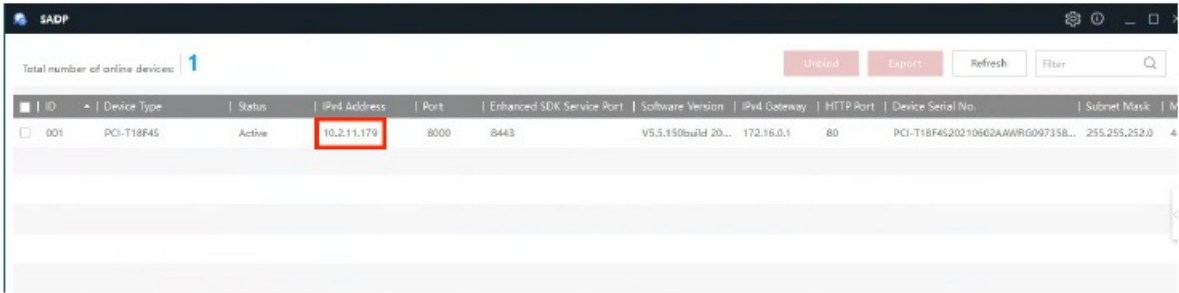 SADP
Total number of online devices: 1
Unbind Export Refresh Filter
ID Device Type Status IPv4 Address Port Enhanced SDK Service Port Software Version IPv4 Gateway HTTP Port Device Serial No. Subnet Mask M
001 PCI-T18F4S Active 10.2.11.179 8000 8443 V5.5.150build 20... 172.16.0.1 80 PCI-T18F4S20210602AAWRG097358... 255.255.252.0 4